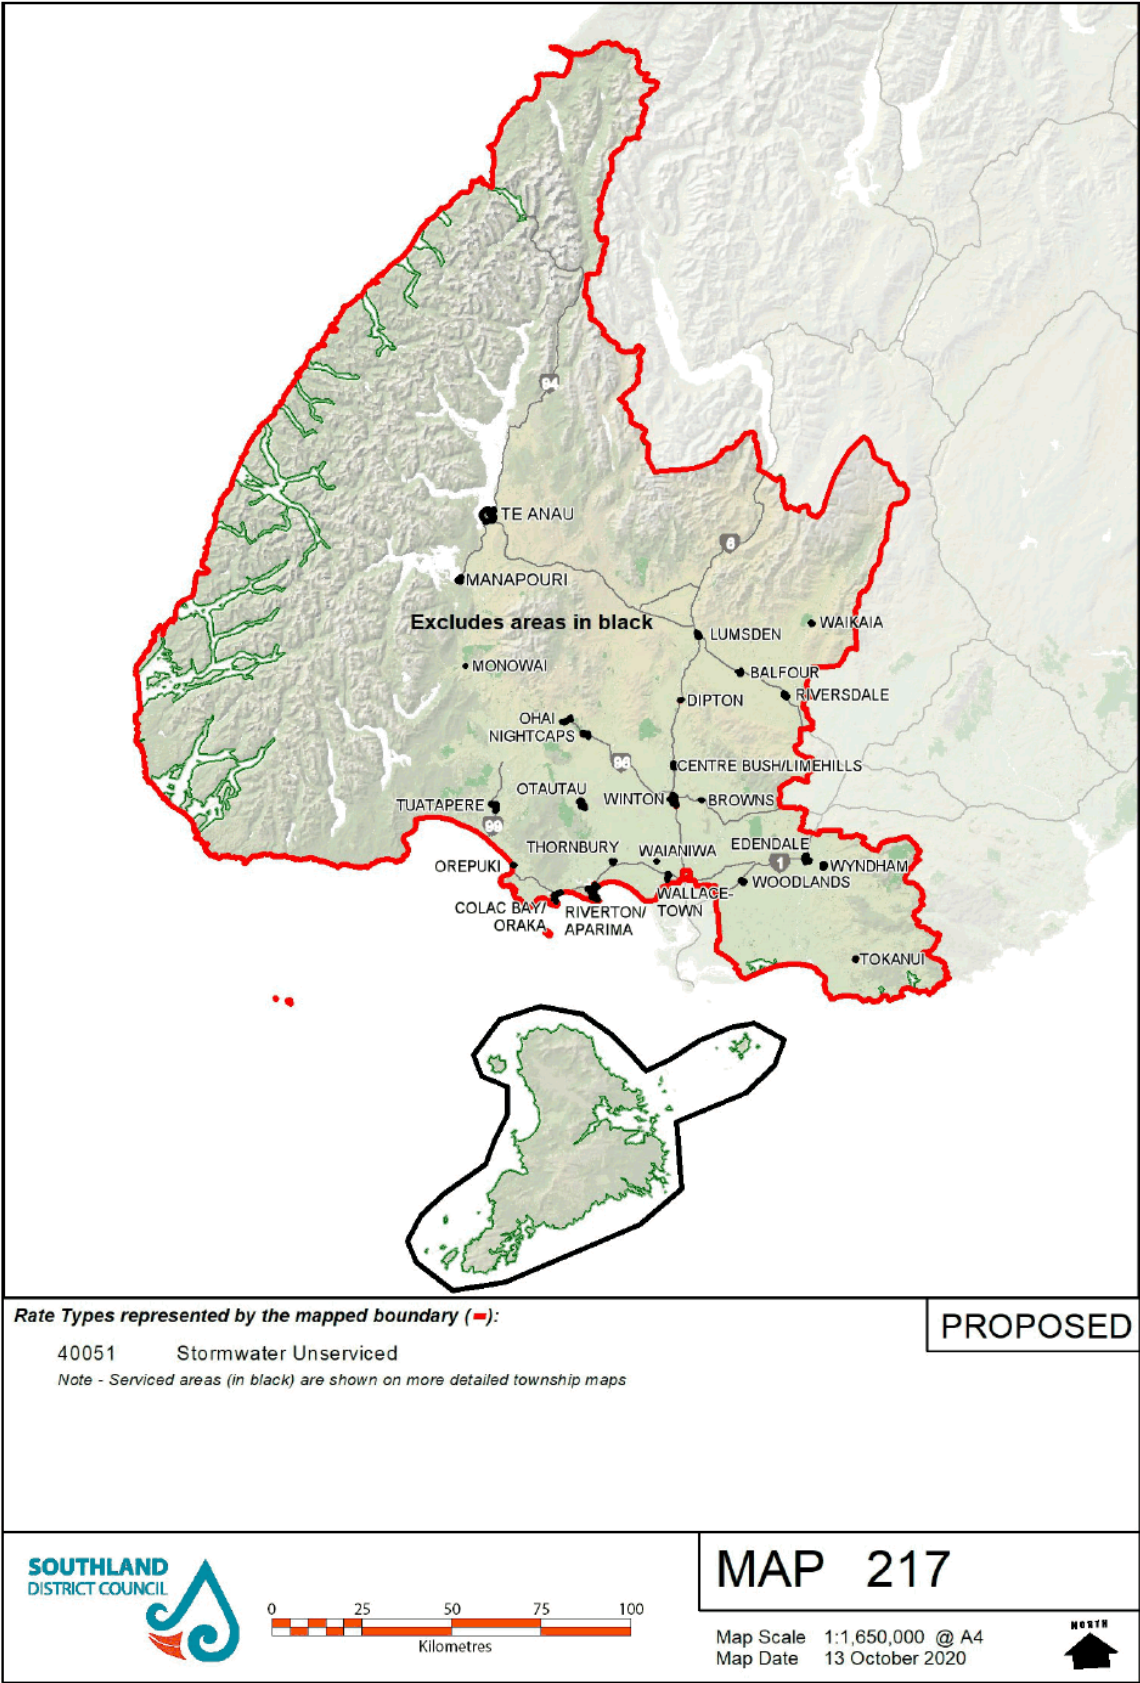 94
TE ANAU
6
MANAPOURI
Excludes areas in black
WAIKAIA
LUMSDEN
MONOWAI
BALFOUR
RIVERSDALE
DIPTON
OHAI
NIGHTCAPS
96
CENTRE BUSH/LIMEHILLS
OTAUTAU
WINTON
BROWNS
TUATAPERE
99
THORNBURY
WAIANIWA
EDENDALE
1
OREPUKI
WYNDHAM
WOODLANDS
WALLACE-
TOWN
COLAC BAY/
ORAKA
RIVERTON/
APARIMA
TOKANUI
Rate Types represented by the mapped boundary (-):
PROPOSED
40051 Stormwater Unserviced
Note - Serviced areas (in black) are shown on more detailed township maps
SOUTHLAND
DISTRICT COUNCIL
0 25 50 75 100
Kilometres
MAP 217
Map Scale 1:1,650,000 @ A4
Map Date 13 October 2020
NORTH